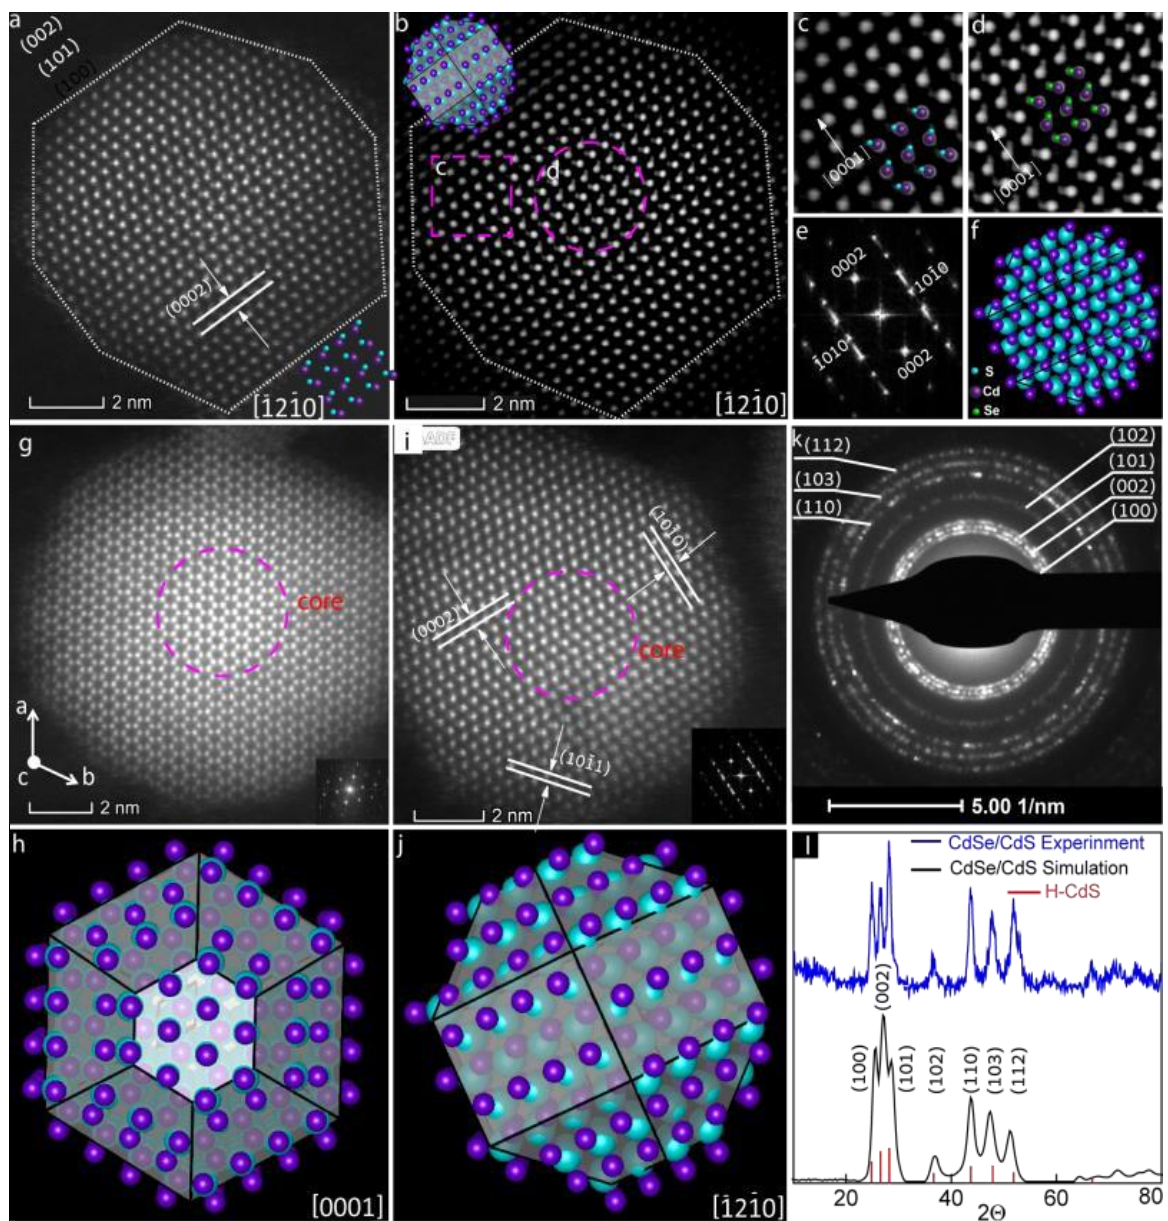 a
(002)
(101)
(100)
(0002)
2 nm
[1̄21̄0]
b
c
d
[1̄21̄0]
c
[0001]
d
[0001]
e
0002
101̄0
1̄010
0002
f
S
Cd
Se
g
core
a
c
b
2 nm
i
(101̄0)
(0002)
core
(101̄1)
2 nm
k
(112)
(103)
(110)
(102)
(101)
(002)
(100)
5.00 1/nm
h
[0001]
j
[1̄21̄0]
l
CdSe/CdS Experinment
CdSe/CdS Simulation
H-CdS
(100)
(002)
(101)
(102)
(110)
(103)
(112)
20
40
60
80
2Θ